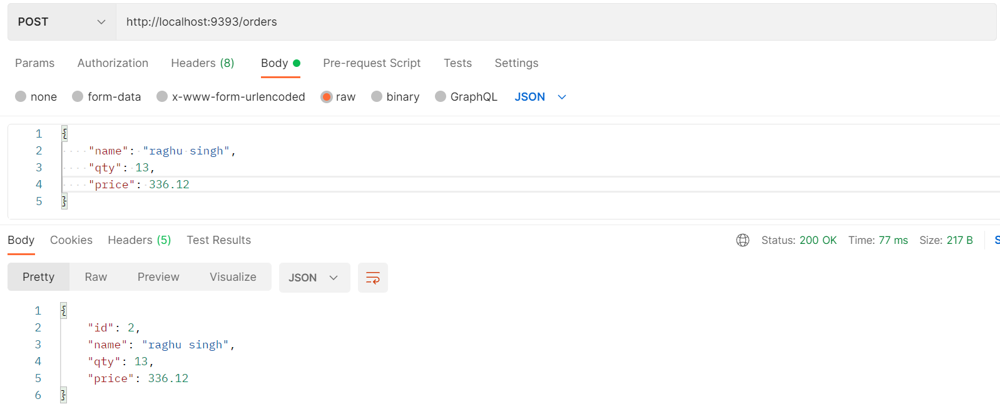 POST http://localhost:9393/orders
Params Authorization Headers (8) Body Pre-request Script Tests Settings
none form-data x-www-form-urlencoded raw binary GraphQL JSON
1 {
2 "name": "raghu singh",
3 "qty": 13,
4 "price": 336.12
5 }
Body Cookies Headers (5) Test Results Status: 200 OK Time: 77 ms Size: 217 B
Pretty Raw Preview Visualize JSON
1 {
2 "id": 2,
3 "name": "raghu singh",
4 "qty": 13,
5 "price": 336.12
6 }